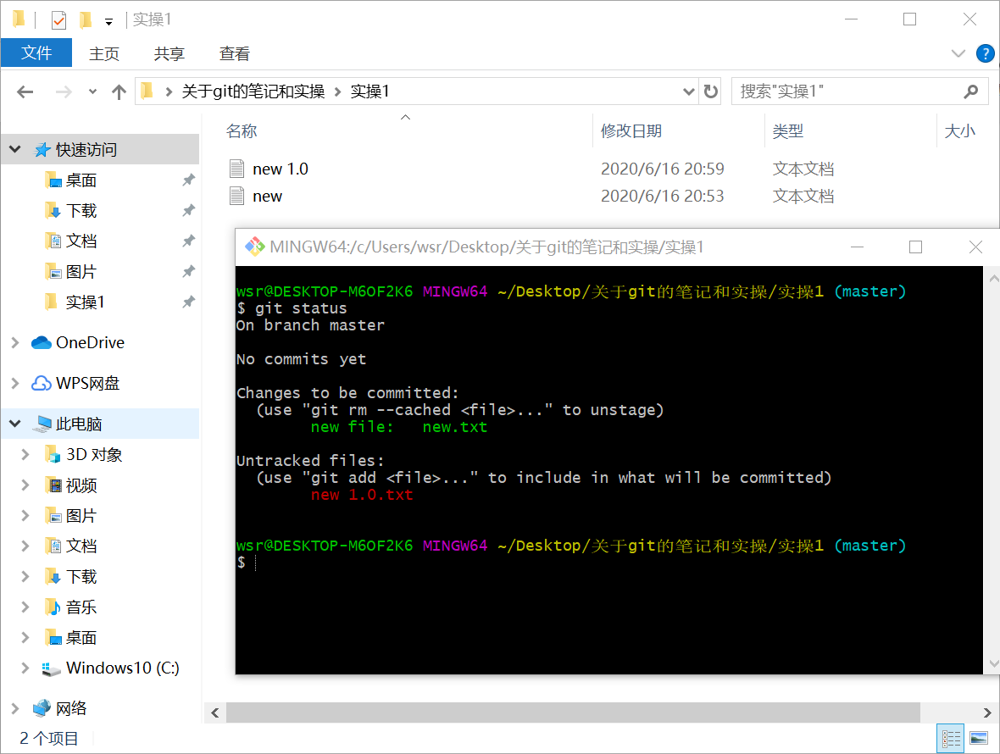 实操1
文件 主页 共享 查看
关于git的笔记和实操 实操1 搜索"实操1"
名称 修改日期 类型 大小
new 1.0 2020/6/16 20:59 文本文档
new 2020/6/16 20:53 文本文档
快速访问
桌面
下载
文档
图片
实操1
OneDrive
WPS网盘
此电脑
3D 对象
视频
图片
文档
下载
音乐
桌面
Windows10 (C:)
网络
2 个项目
MINGW64:/c/Users/wsr/Desktop/关于git的笔记和实操/实操1
wsr@DESKTOP-M6OF2K6 MINGW64 ~/Desktop/关于git的笔记和实操/实操1 (master)
$ git status
On branch master
No commits yet
Changes to be committed:
(use "git rm --cached <file>..." to unstage)
new file: new.txt
Untracked files:
(use "git add <file>..." to include in what will be committed)
new 1.0.txt
wsr@DESKTOP-M6OF2K6 MINGW64 ~/Desktop/关于git的笔记和实操/实操1 (master)
$